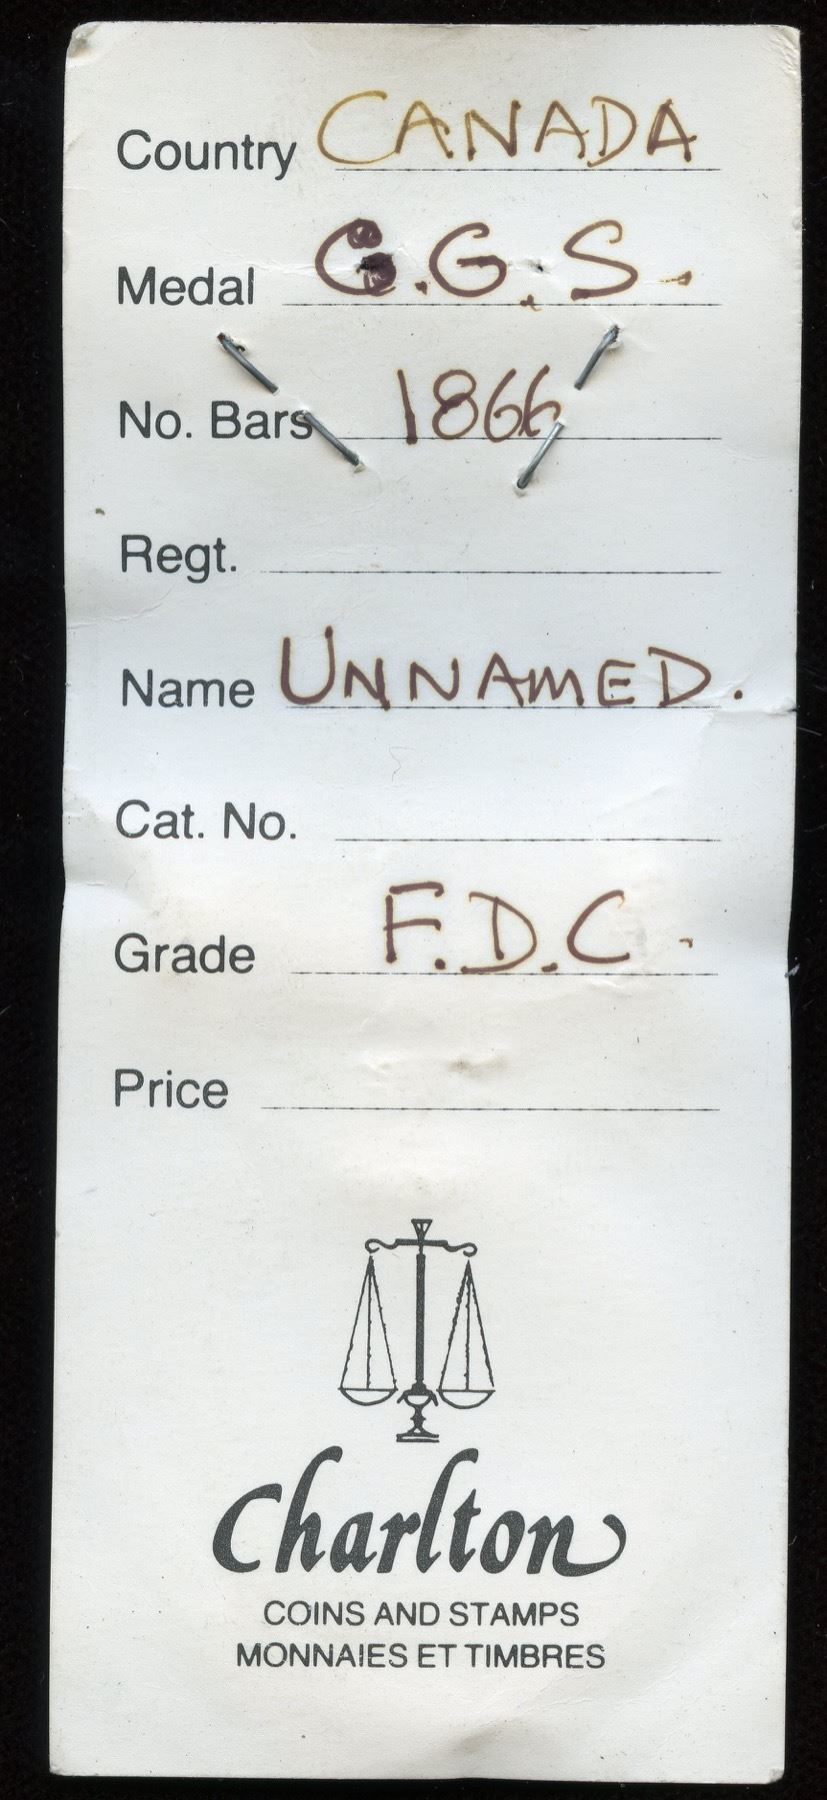 Country CANADA
Medal C.G.S.
No. Bars 1866
Regt.
Name UNNAMED.
Cat. No.
Grade F.D.C.
Price
Charlton
COINS AND STAMPS
MONNAIES ET TIMBRES